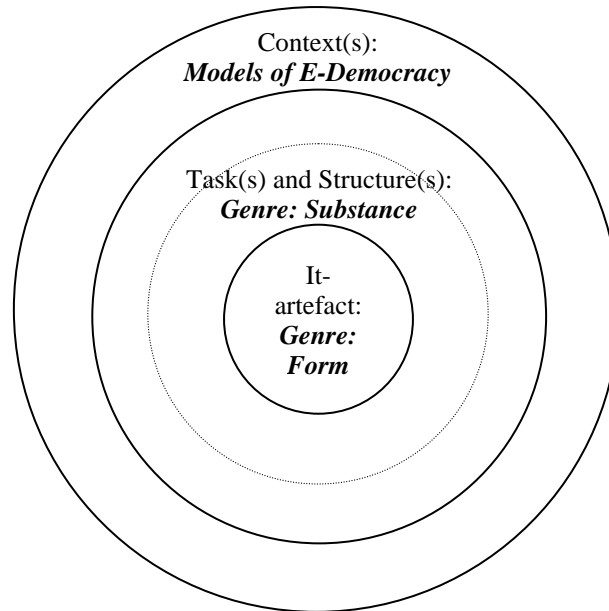 Context(s):
Models of E-Democracy
Task(s) and Structure(s):
Genre: Substance
It-
artefact:
Genre:
Form